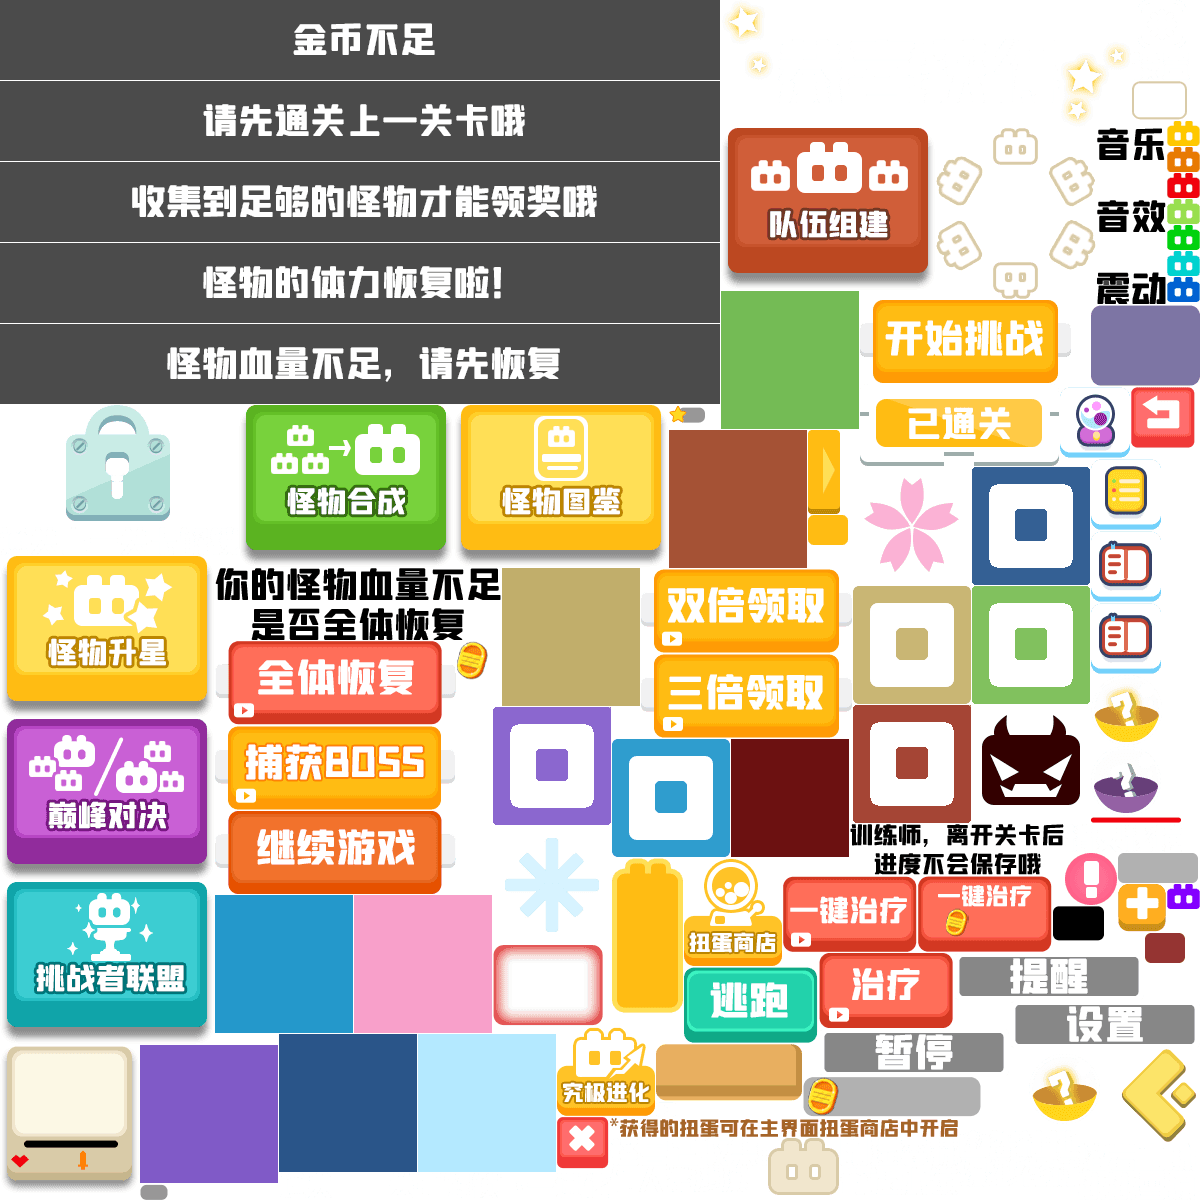 金币不足
请先通关上一关卡哦
收集到足够的怪物才能领奖哦
怪物的体力恢复啦！
怪物血量不足，请先恢复
队伍组建
音乐
音效
震动
开始挑战
已通关
怪物合成
怪物图鉴
怪物升星
你的怪物血量不足
是否全体恢复
双倍领取
全体恢复
三倍领取
捕获BOSS
巅峰对决
继续游戏
训练师，离开关卡后
进度不会保存哦
一键治疗
一键治疗
扭蛋商店
挑战者联盟
逃跑
治疗
提醒
设置
暂停
究极进化
*获得的扭蛋可在主界面扭蛋商店中开启